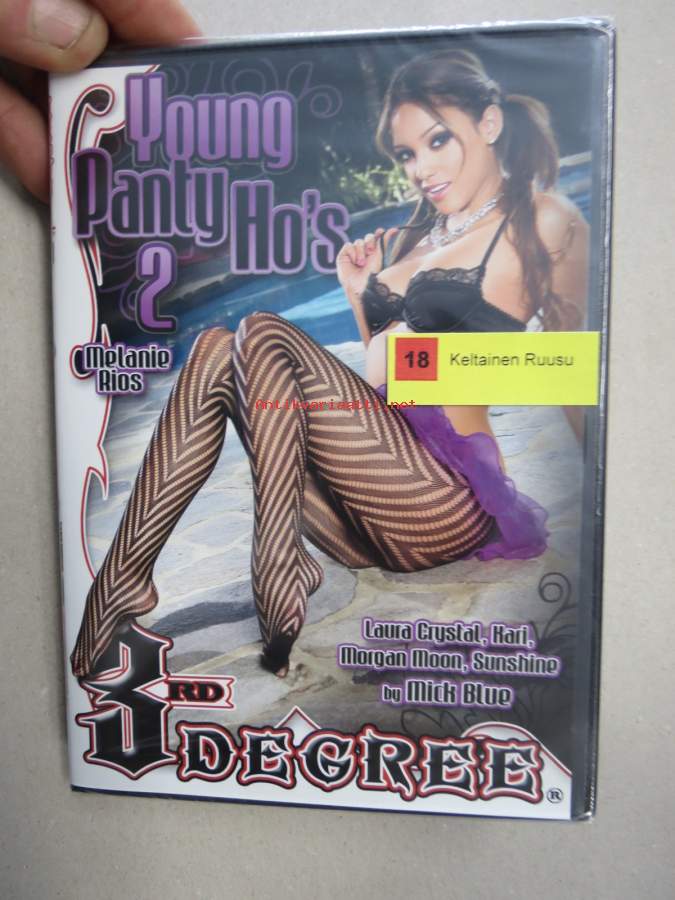 Young
Panty Ho's
2
Melanie
Rios
18 Keltainen Ruusu
Antikvariaatti.net
Laura Crystal, Kari,
Morgan Moon, Sunshine
by Mick Blue
3RD
DEGREE ®